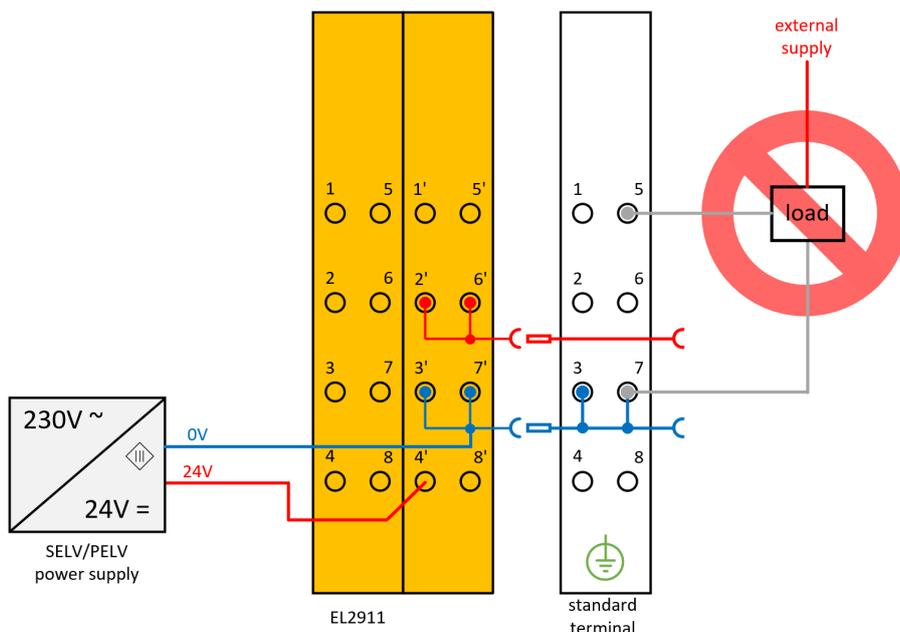 external
supply
1 5 1' 5' 1 5
load
2 6 2' 6' 2 6
3 7 3' 7' 3 7
230V ~
0V
4 8 4' 8' 4 8
24V
24V =
SELV/PELV
power supply
EL2911
standard
terminal